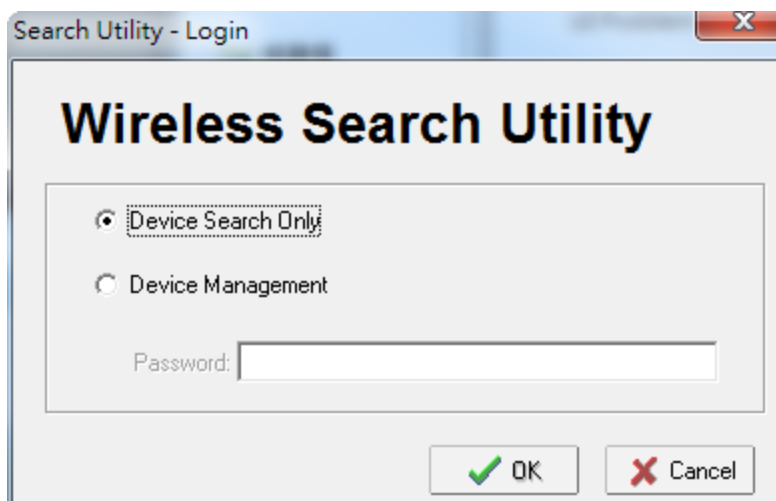 Search Utility - Login
Wireless Search Utility
Device Search Only
Device Management
Password:
OK
Cancel